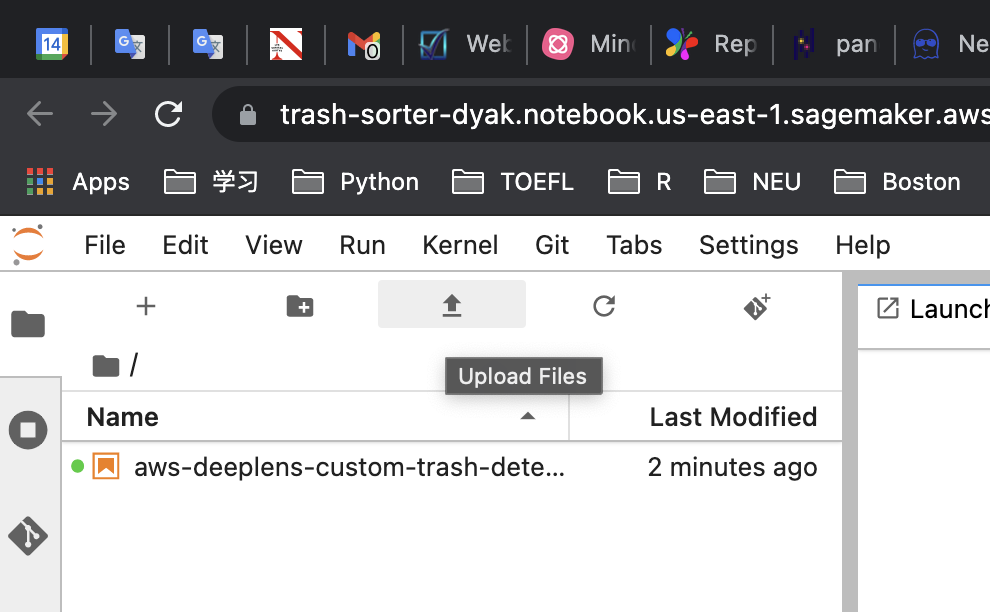 14 G G 0 Web Min Rep pan Ne
trash-sorter-dyak.notebook.us-east-1.sagemaker.aws
Apps 学习 Python TOEFL R NEU Boston
File Edit View Run Kernel Git Tabs Settings Help
Launch
/
Upload Files
Name Last Modified
aws-deeplens-custom-trash-dete... 2 minutes ago